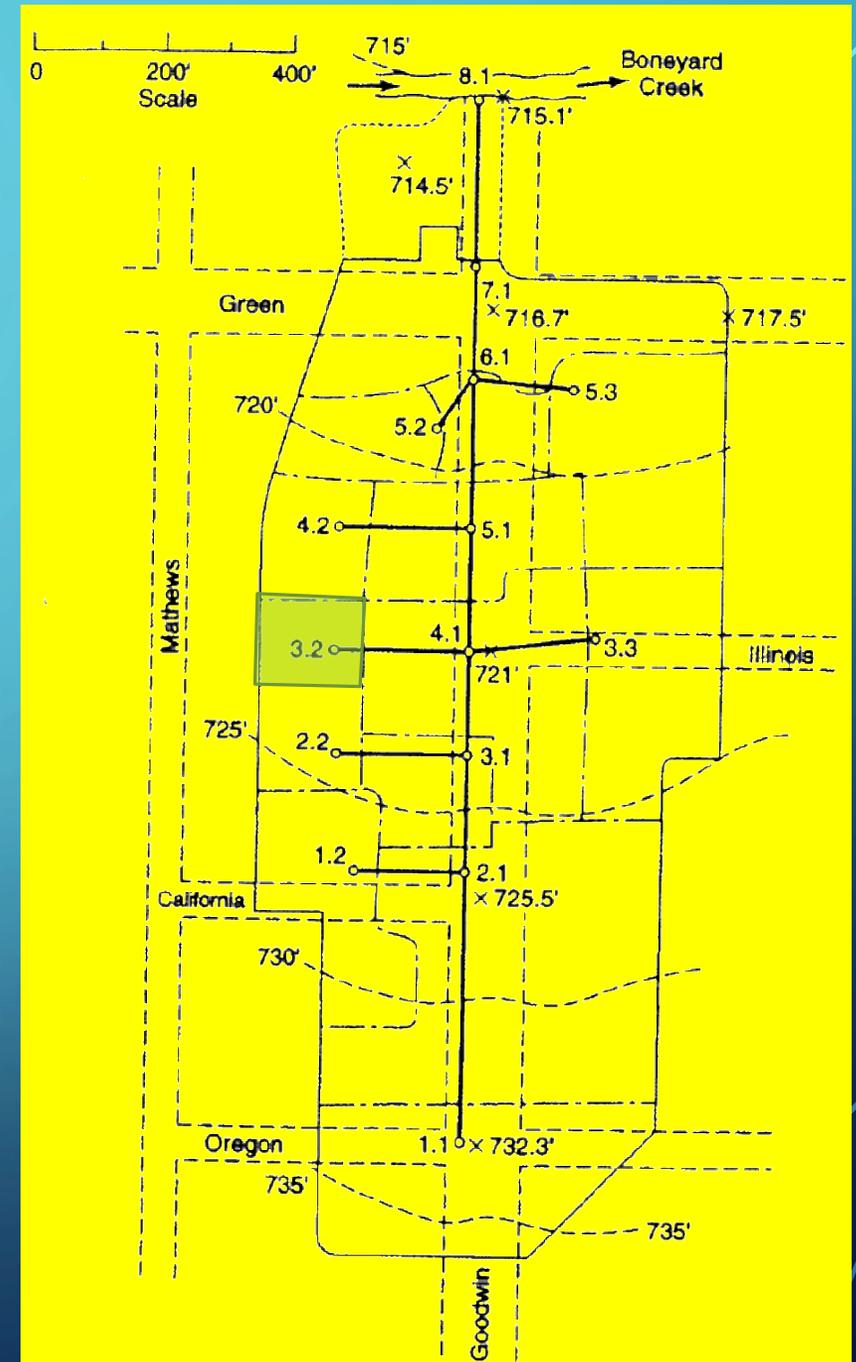 715'
8.1
Boneyard
Creek
0 200' 400'
Scale
715.1'
714.5'
7.1
Green
716.7'
717.5'
6.1
5.3
720'
5.2
4.2
5.1
Mathews
4.1
3.2
3.3
721'
Illinois
725'
2.2
3.1
1.2
2.1
California
725.5'
730'
Oregon
1.1
732.3'
735'
735'
Goodwin